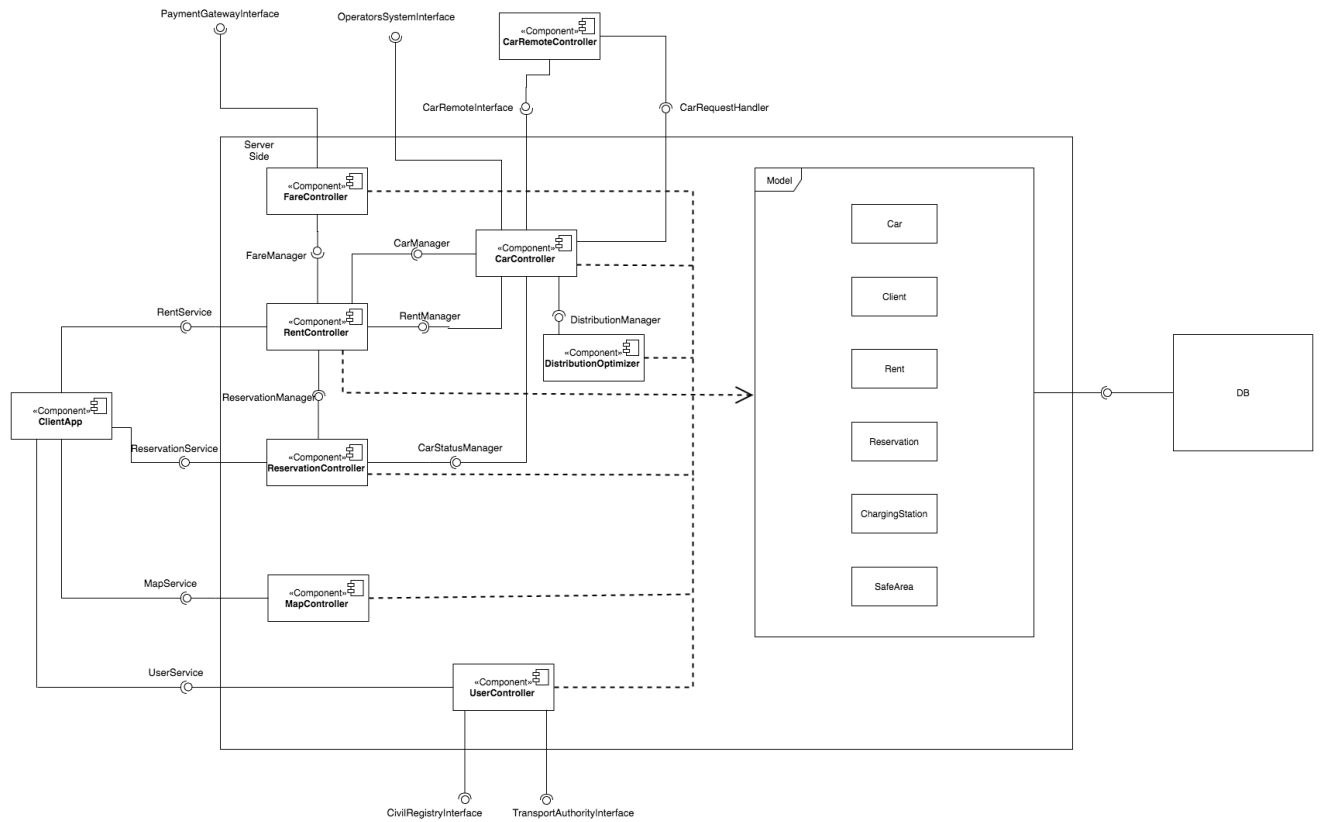 PaymentGatewayInterface
OperatorsSystemInterface
«Component»
CarRemoteController
CarRemoteInterface
CarRequestHandler
Server
Side
«Component»
FareController
Model
Car
FareManager
CarManager
«Component»
CarController
Client
RentService
«Component»
RentController
RentManager
DistributionManager
«Component»
DistributionOptimizer
Rent
ReservationManager
«Component»
ClientApp
DB
ReservationService
«Component»
ReservationController
CarStatusManager
Reservation
ChargingStation
MapService
«Component»
MapController
SafeArea
UserService
«Component»
UserController
CivilRegistryInterface
TransportAuthorityInterface